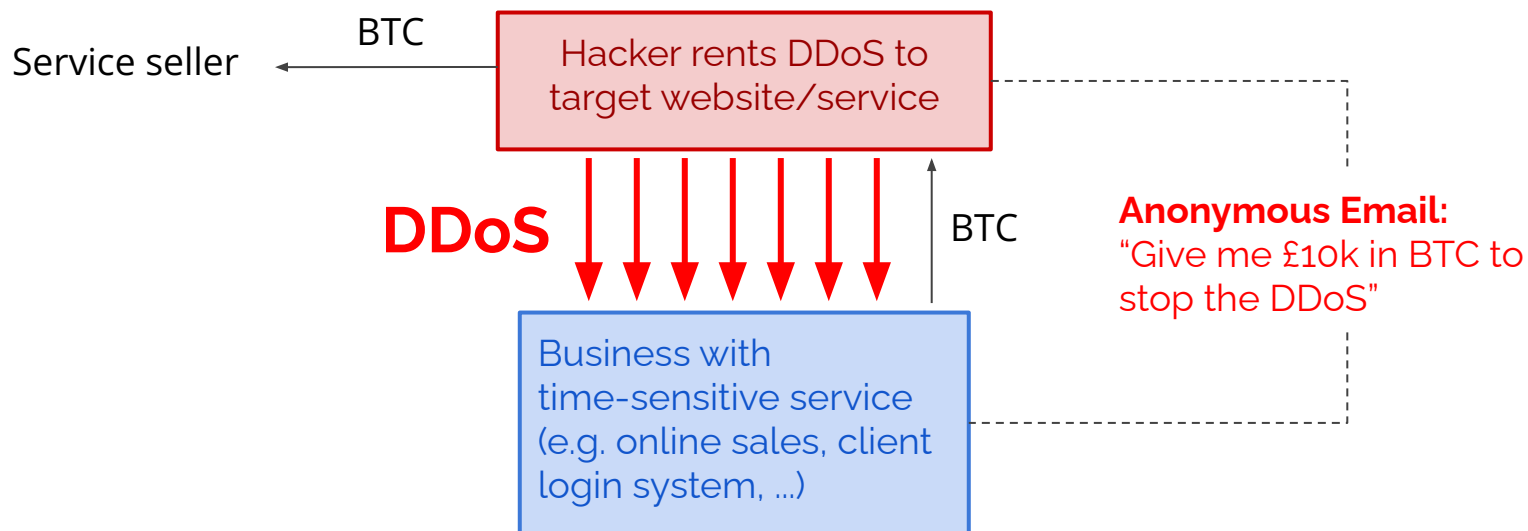 BTC
Service seller
Hacker rents DDoS to
target website/service
DDoS
BTC
Anonymous Email:
“Give me £10k in BTC to
stop the DDoS”
Business with
time-sensitive service
(e.g. online sales, client
login system, ...)